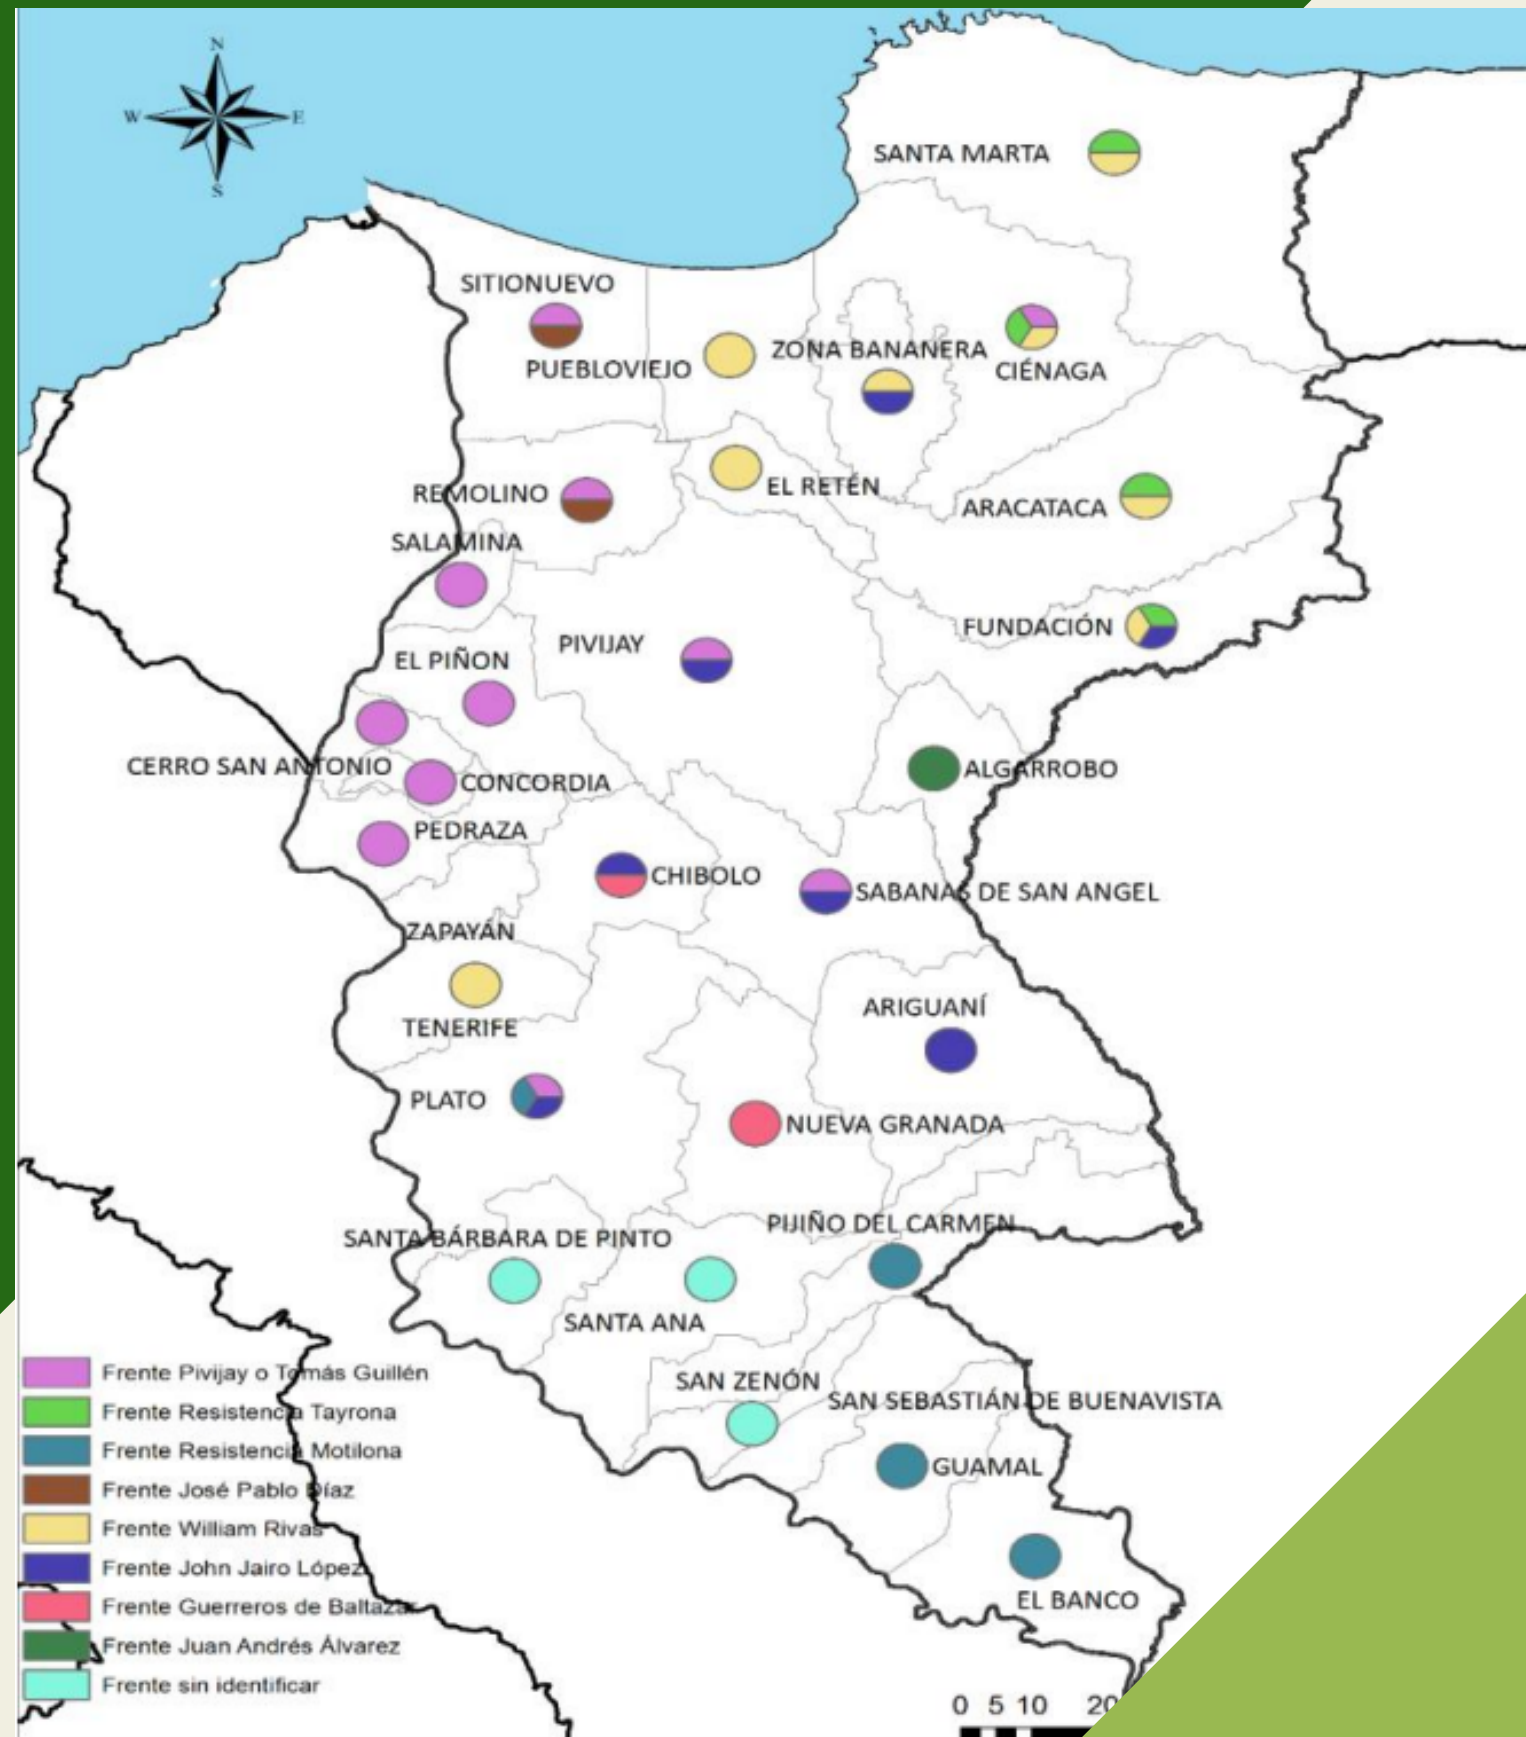 N
W E
S
SANTA MARTA
SITIONUEVO
PUEBLOVIEJO
ZONA BANANERA
CIÉNAGA
REMOLINO
EL RETÉN
ARACATACA
SALAMINA
FUNDACIÓN
PIVIJAY
EL PIÑON
CERRO SAN ANTONIO
CONCORDIA
ALGARROBO
PEDRAZA
CHIBOLO
SABANAS DE SAN ANGEL
ZAPAYÁN
ARIGUANÍ
TENERIFE
PLATO
NUEVA GRANADA
PIJIÑO DEL CARMEN
SANTA BÁRBARA DE PINTO
SANTA ANA
SAN ZENÓN
SAN SEBASTIÁN DE BUENAVISTA
GUAMAL
EL BANCO
Frente Pivijay o Tomás Guillén
Frente Resistencia Tayrona
Frente Resistencia Motilona
Frente José Pablo Díaz
Frente William Rivas
Frente John Jairo López
Frente Guerreros de Baltazar
Frente Juan Andrés Álvarez
Frente sin identificar
0 5 10 20